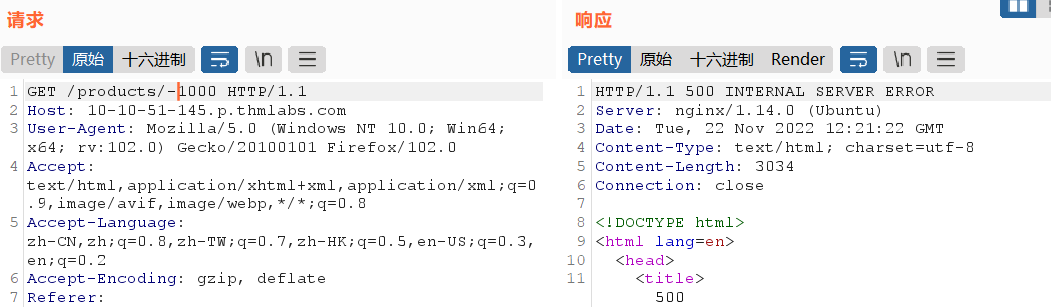 请求
Pretty 原始 十六进制 \n
1 GET /products/-1000 HTTP/1.1
2 Host: 10-10-51-145.p.thmlabs.com
3 User-Agent: Mozilla/5.0 (Windows NT 10.0; Win64;
x64; rv:102.0) Gecko/20100101 Firefox/102.0
4 Accept:
text/html,application/xhtml+xml,application/xml;q=0
.9,image/avif,image/webp,*/*;q=0.8
5 Accept-Language:
zh-CN,zh;q=0.8,zh-TW;q=0.7,zh-HK;q=0.5,en-US;q=0.3,
en;q=0.2
6 Accept-Encoding: gzip, deflate
7 Referer:
响应
Pretty 原始 十六进制 Render \n
1 HTTP/1.1 500 INTERNAL SERVER ERROR
2 Server: nginx/1.14.0 (Ubuntu)
3 Date: Tue, 22 Nov 2022 12:21:22 GMT
4 Content-Type: text/html; charset=utf-8
5 Content-Length: 3034
6 Connection: close
7
8 <!DOCTYPE html>
9 <html lang=en>
10 <head>
11 <title>
500